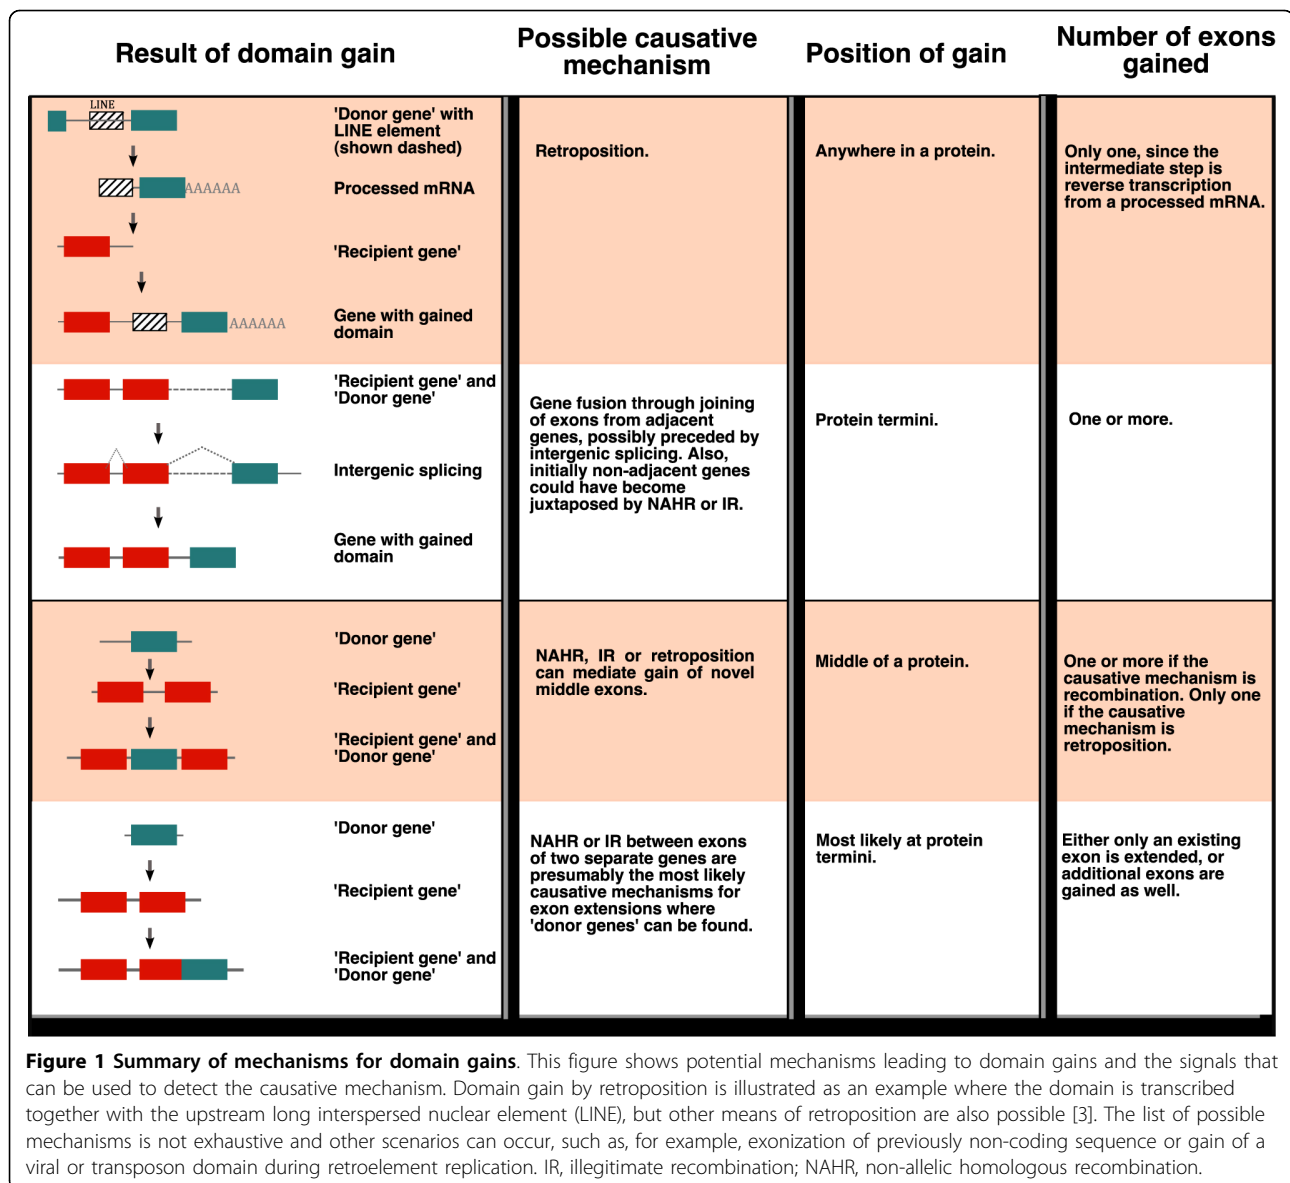 Result of domain gain
Possible causative
mechanism
Position of gain
Number of exons
gained
LINE
'Donor gene' with
LINE element
(shown dashed)
AAAAAA
Processed mRNA
'Recipient gene'
AAAAAA
Gene with gained
domain
Retroposition.
Anywhere in a protein.
Only one, since the
intermediate step is
reverse transcription
from a processed mRNA.
'Recipient gene' and
'Donor gene'
Intergenic splicing
Gene with gained
domain
Gene fusion through joining
of exons from adjacent
genes, possibly preceded by
intergenic splicing. Also,
initially non-adjacent genes
could have become
juxtaposed by NAHR or IR.
Protein termini.
One or more.
'Donor gene'
'Recipient gene'
'Recipient gene' and
'Donor gene'
NAHR, IR or retroposition
can mediate gain of novel
middle exons.
Middle of a protein.
One or more if the
causative mechanism is
recombination. Only one
if the causative
mechanism is
retroposition.
'Donor gene'
'Recipient gene'
'Recipient gene' and
'Donor gene'
NAHR or IR between exons
of two separate genes are
presumably the most likely
causative mechanisms for
exon extensions where
'donor genes' can be found.
Most likely at protein
termini.
Either only an existing
exon is extended, or
additional exons are
gained as well.
Figure 1 Summary of mechanisms for domain gains. This figure shows potential mechanisms leading to domain gains and the signals that
can be used to detect the causative mechanism. Domain gain by retroposition is illustrated as an example where the domain is transcribed
together with the upstream long interspersed nuclear element (LINE), but other means of retroposition are also possible [3]. The list of possible
mechanisms is not exhaustive and other scenarios can occur, such as, for example, exonization of previously non-coding sequence or gain of a
viral or transposon domain during retroelement replication. IR, illegitimate recombination; NAHR, non-allelic homologous recombination.